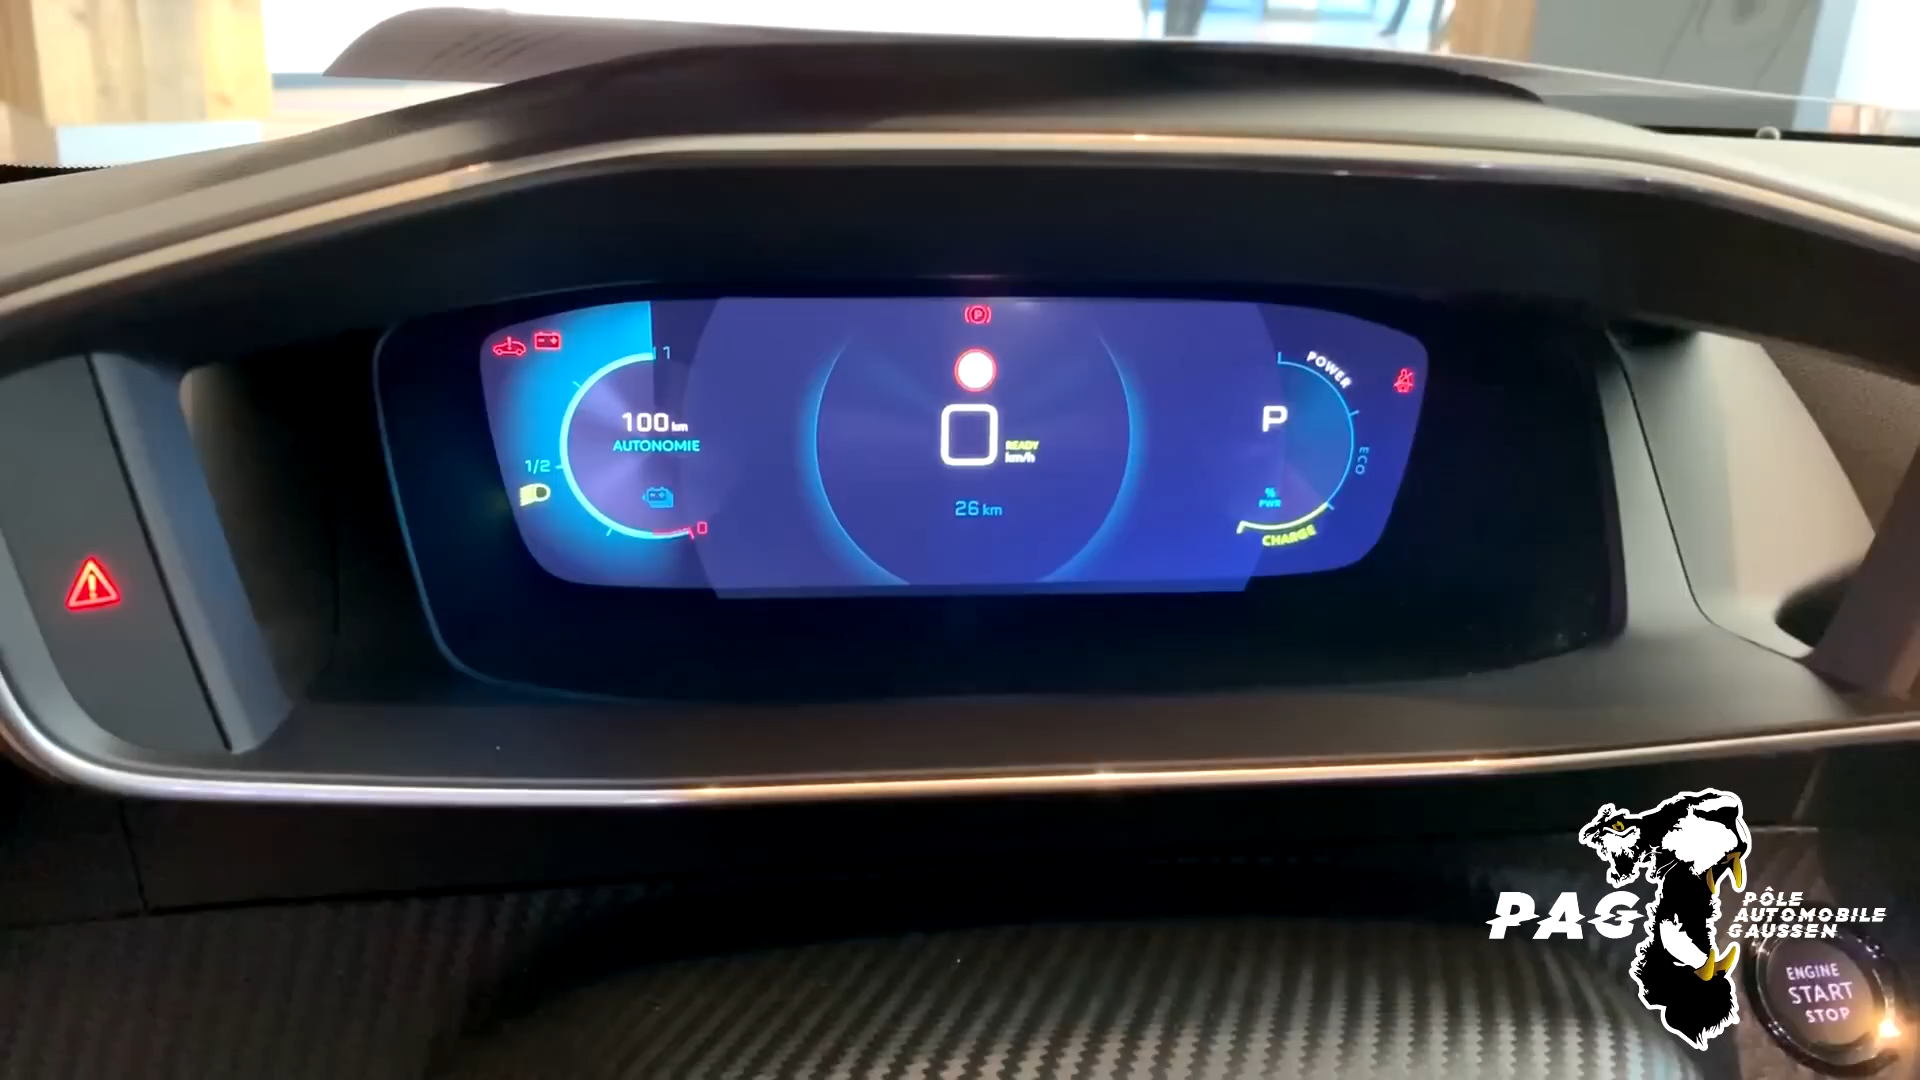 1
100 km
AUTONOMIE
1/2
0
P
0
READY
km/h
26 km
POWER
P
ECO
%
PWR
CHARGE
PAG
PÔLE
AUTOMOBILE
GAUSSEN
ENGINE
START
STOP